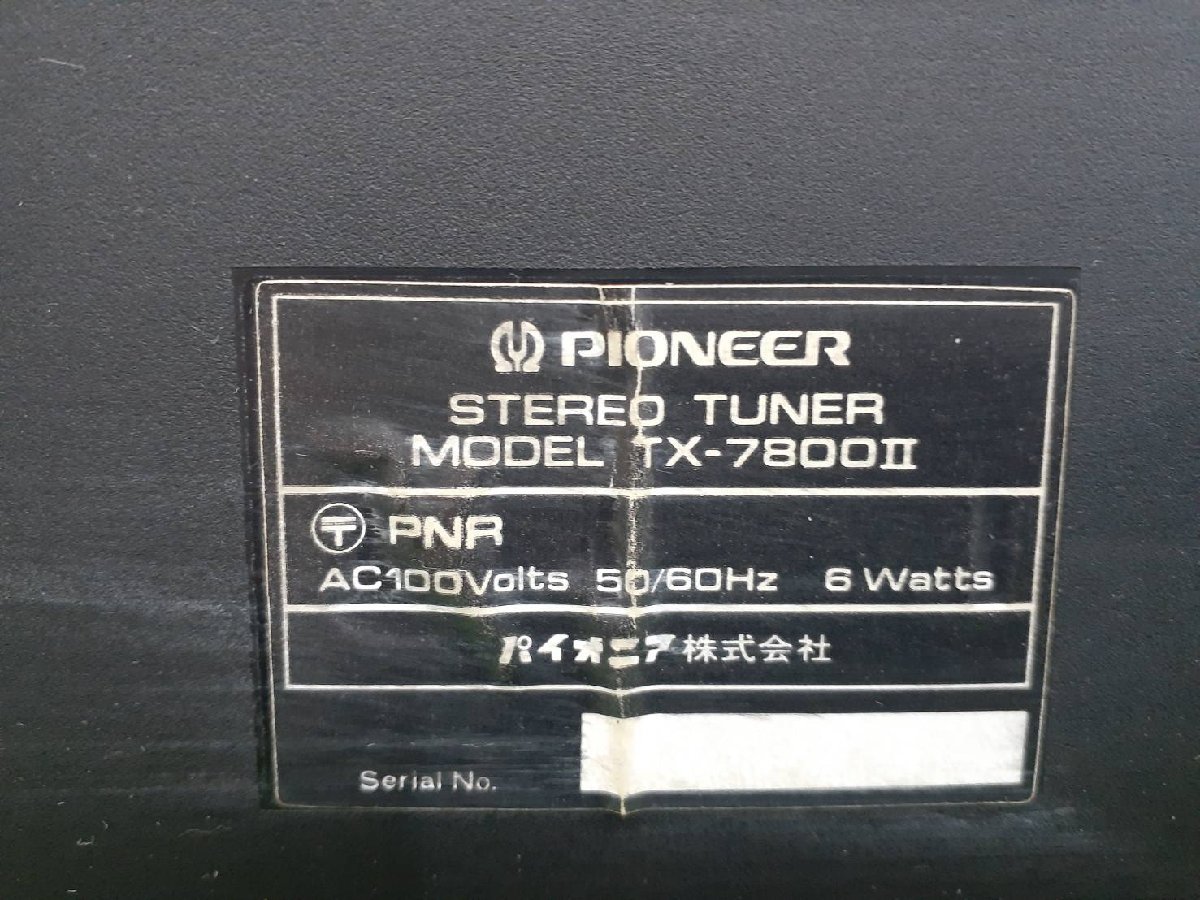 PIONEER
STEREO TUNER
MODEL TX-7800II
〶 PNR
AC100Volts 50/60Hz 6 Watts
パイオニア株式会社
Serial No.